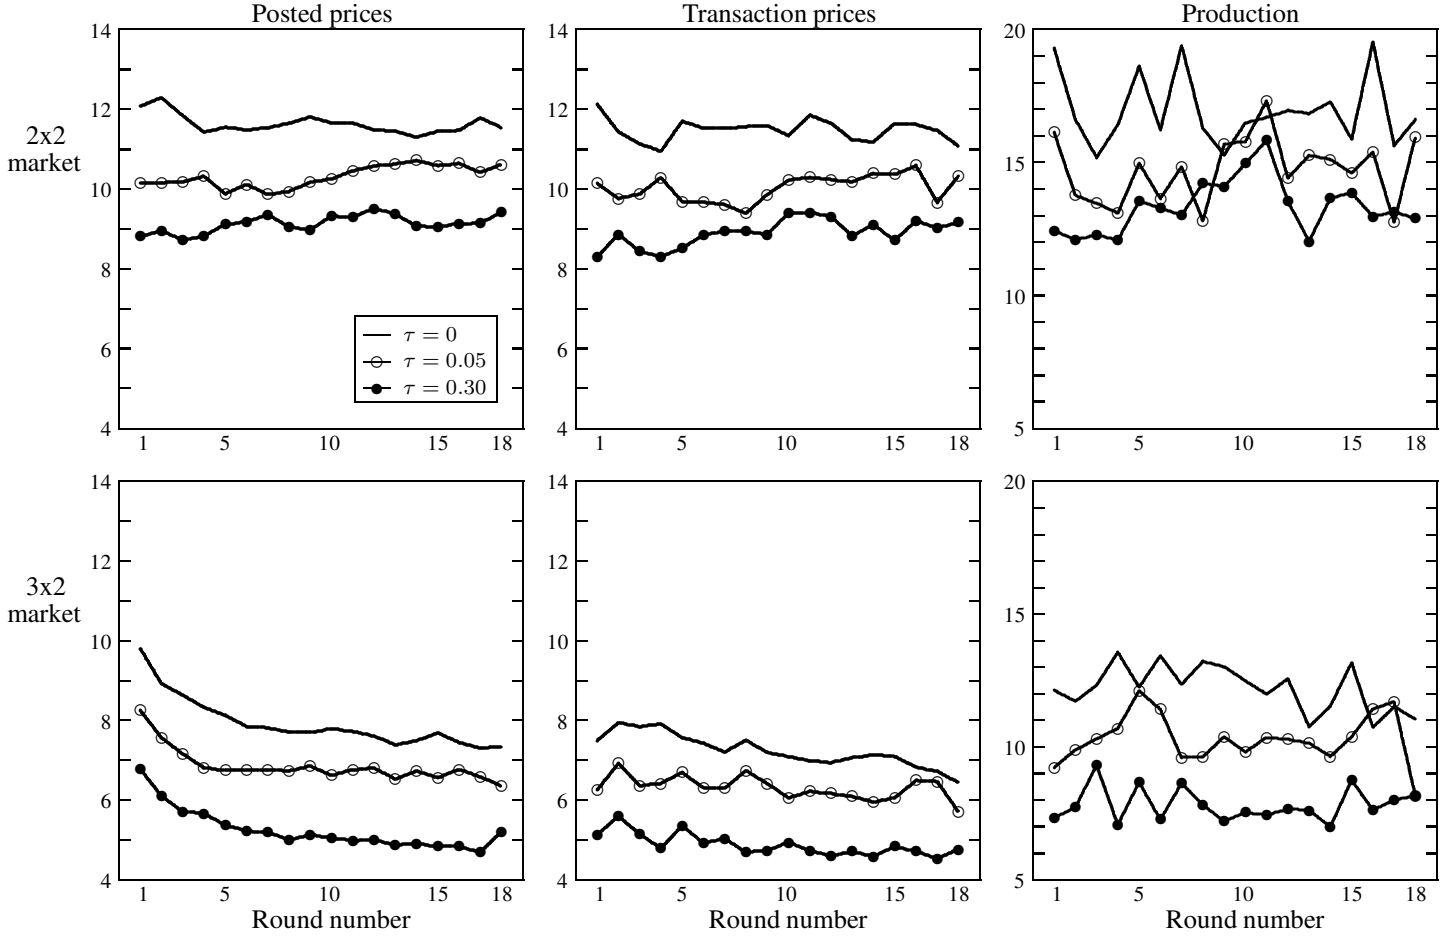 Posted prices Transaction prices Production
14 14 20
12 12
2x2
market
15
10 10
8 8
10
τ = 0
6 6
τ = 0.05
τ = 0.30
4 4 5
1 5 10 15 18 1 5 10 15 18 1 5 10 15 18
14 14 20
12 12
3x2
market
15
10 10
8 8
10
6 6
4 4 5
1 5 10 15 18 1 5 10 15 18 1 5 10 15 18
Round number Round number Round number